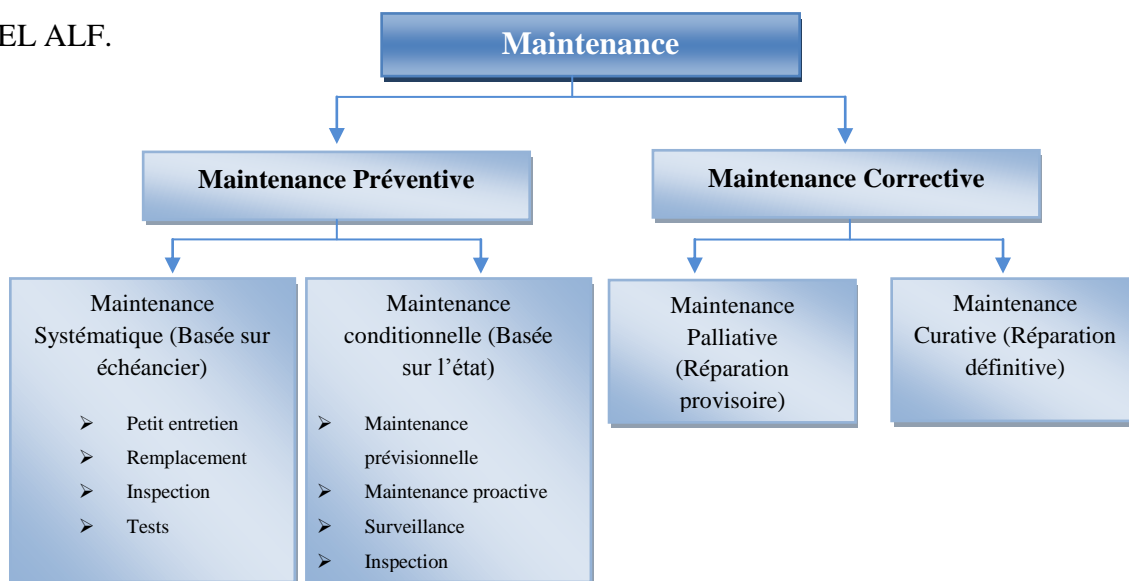 EL ALF.
Maintenance
Maintenance Préventive
Maintenance Corrective
Maintenance
Systématique (Basée sur
échéancier)
➢ Petit entretien
➢ Remplacement
➢ Inspection
➢ Tests
Maintenance
conditionnelle (Basée
sur l’état)
➢ Maintenance
prévisionnelle
➢ Maintenance proactive
➢ Surveillance
➢ Inspection
Maintenance
Palliative
(Réparation
provisoire)
Maintenance
Curative (Réparation
définitive)